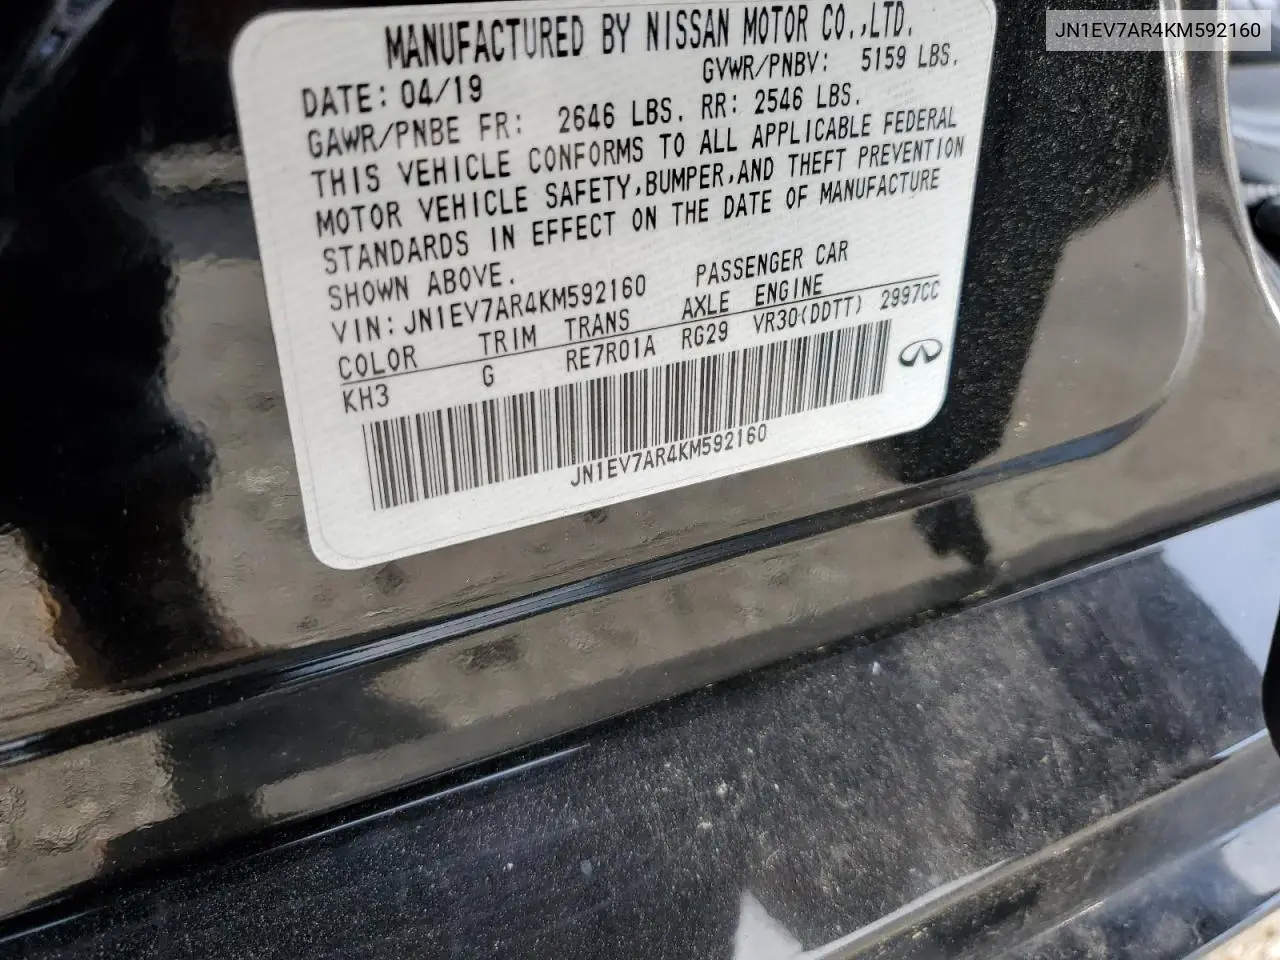 JN1EV7AR4KM592160
MANUFACTURED BY NISSAN MOTOR CO.,LTD.
DATE: 04/19 GVWR/PNBV: 5159 LBS.
GAWR/PNBE FR: 2646 LBS. RR: 2546 LBS.
THIS VEHICLE CONFORMS TO ALL APPLICABLE FEDERAL
MOTOR VEHICLE SAFETY,BUMPER,AND THEFT PREVENTION
STANDARDS IN EFFECT ON THE DATE OF MANUFACTURE
SHOWN ABOVE.
VIN: JN1EV7AR4KM592160 PASSENGER CAR
COLOR TRIM TRANS AXLE ENGINE
KH3 G RE7R01A RG29 VR30(DDTT) 2997CC
JN1EV7AR4KM592160